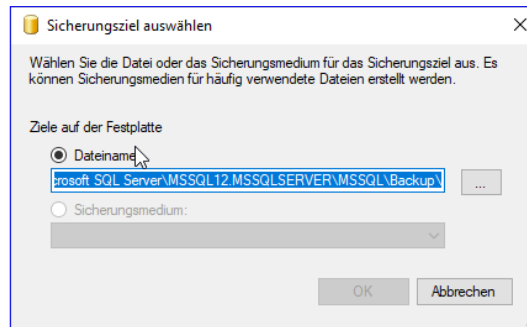 Sicherungsziel auswählen
Wählen Sie die Datei oder das Sicherungsmedium für das Sicherungsziel aus. Es
können Sicherungsmedien für häufig verwendete Dateien erstellt werden.
Ziele auf der Festplatte
Dateiname
crosoft SQL Server\MSSQL12.MSSQLSERVER\MSSQL\Backup\
...
Sicherungsmedium:
OK Abbrechen